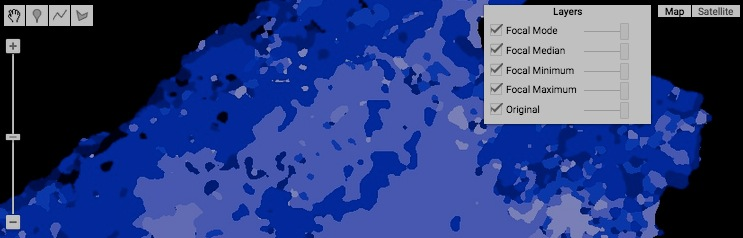 Layers
Map Satellite
Focal Mode
Focal Median
Focal Minimum
Focal Maximum
Original